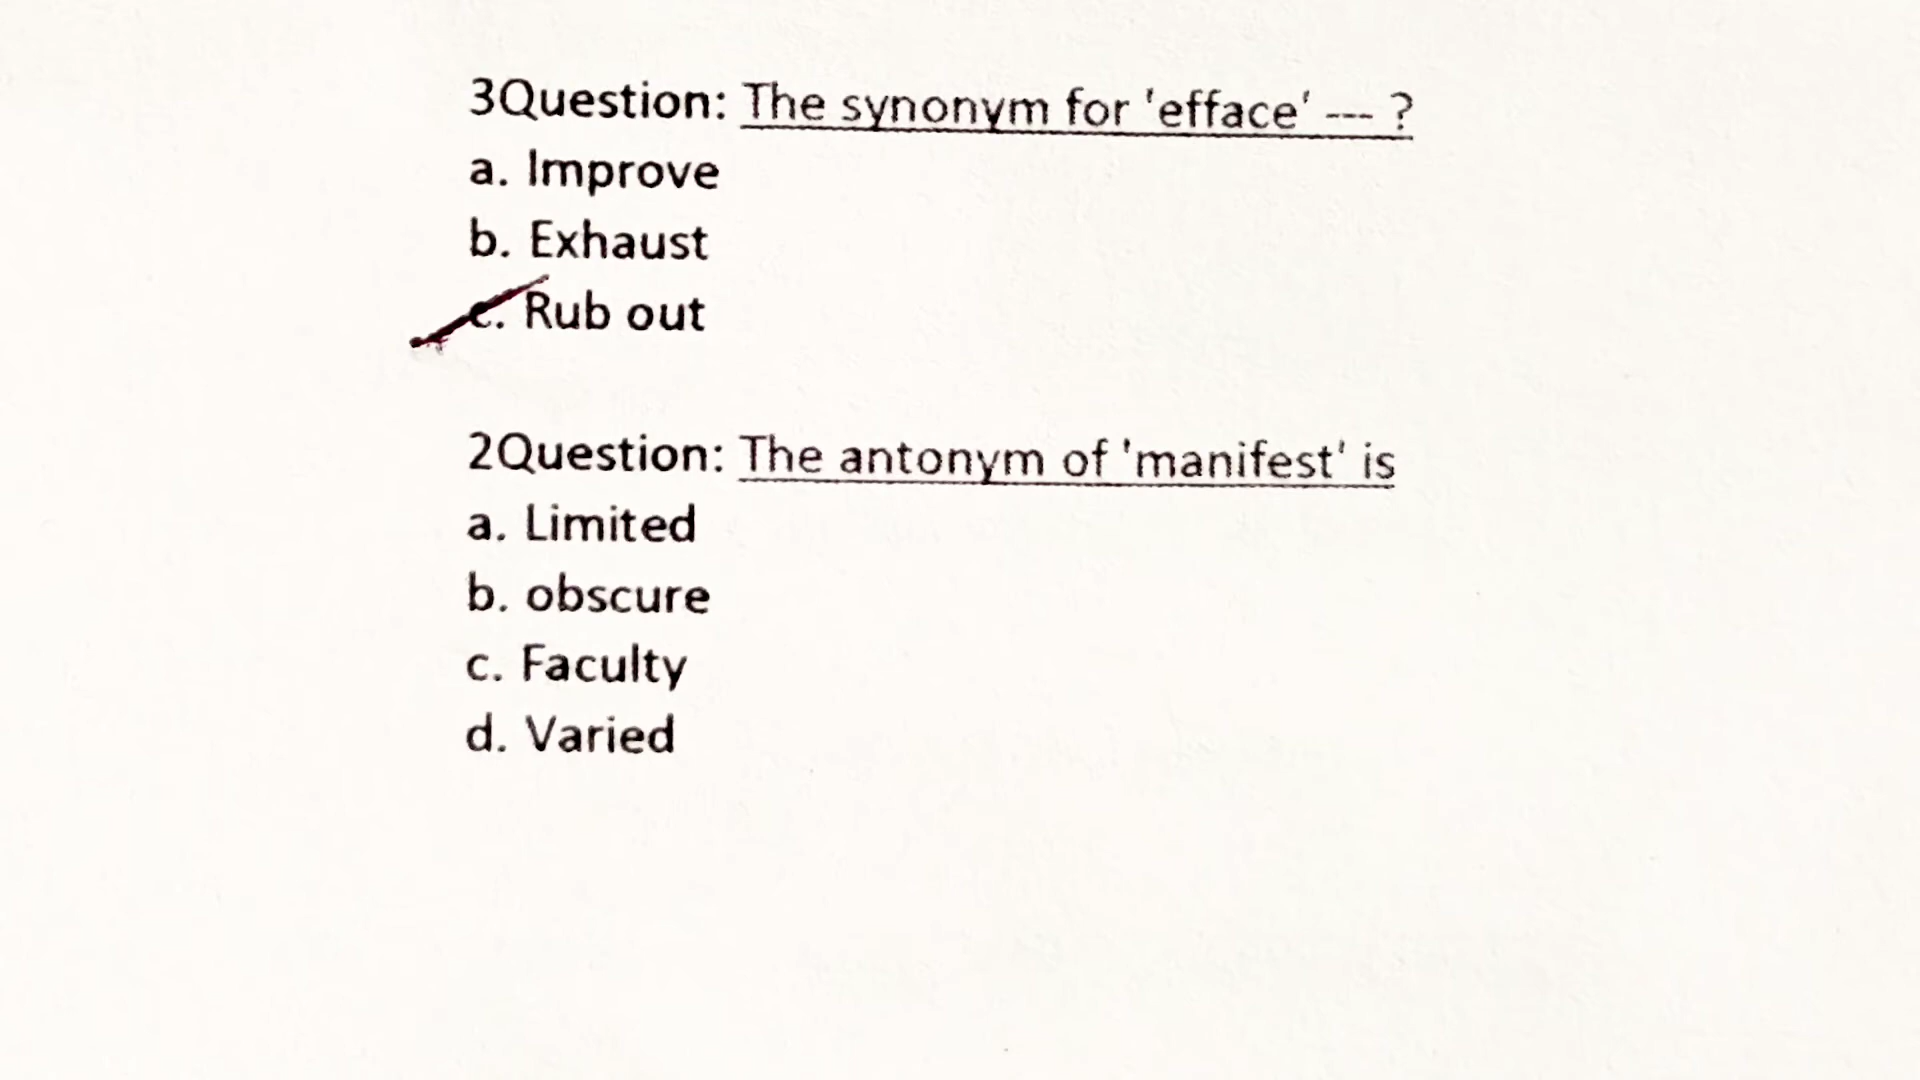 3Question: The synonym for 'efface' --- ?
a. Improve
b. Exhaust
c. Rub out
2Question: The antonym of 'manifest' is
a. Limited
b. obscure
c. Faculty
d. Varied